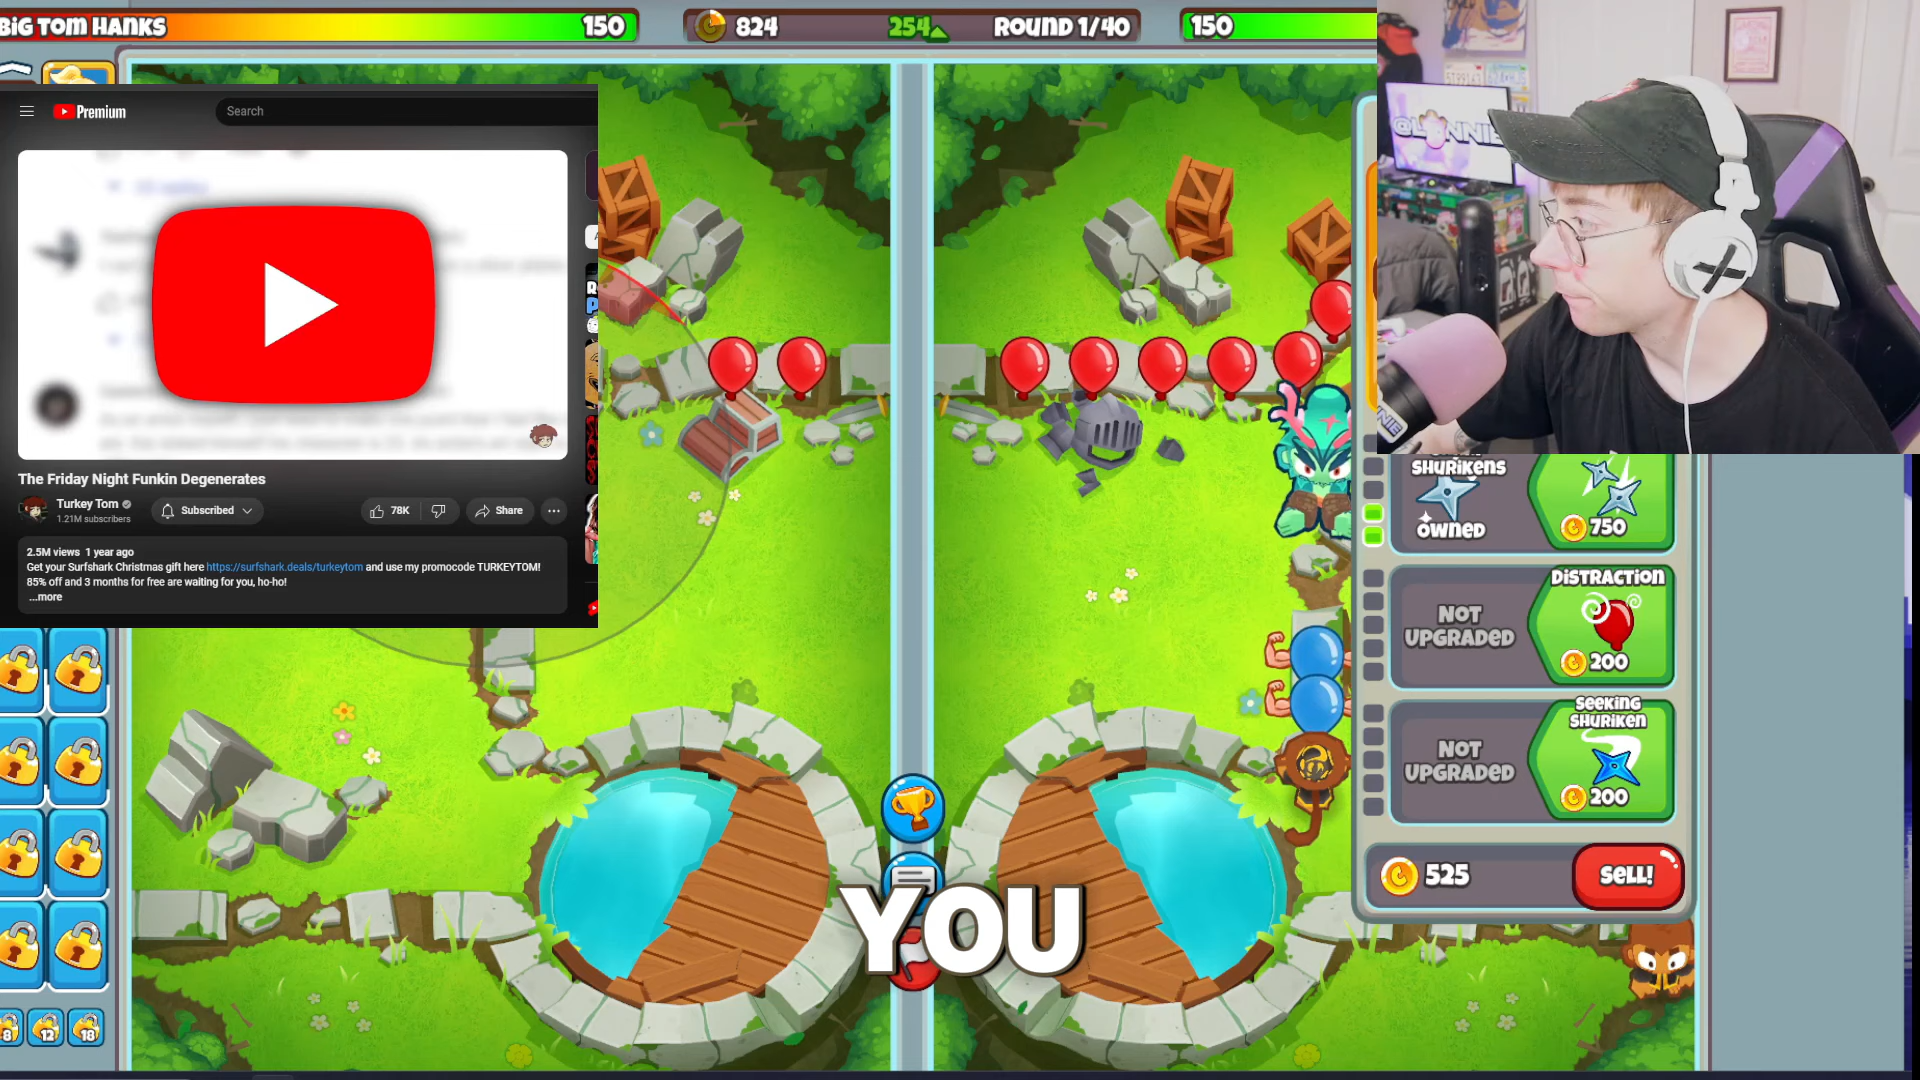 BIG TOM HANKS
150
824
254
ROUND 1/40
150
Premium
Search
The Friday Night Funkin Degenerates
Turkey Tom
1.21M subscribers
Subscribed
78K
Share
2.5M views 1 year ago
Get your Surfshark Christmas gift here https://surfshark.deals/turkeytom and use my promocode TURKEYTOM!
85% off and 3 months for free are waiting for you, ho-ho!
...more
SHURIKENS
OWNED
750
DISTRACTION
NOT
UPGRADED
200
SEEKING
SHURIKEN
NOT
UPGRADED
200
525
SELL!
YOU
8
12
18